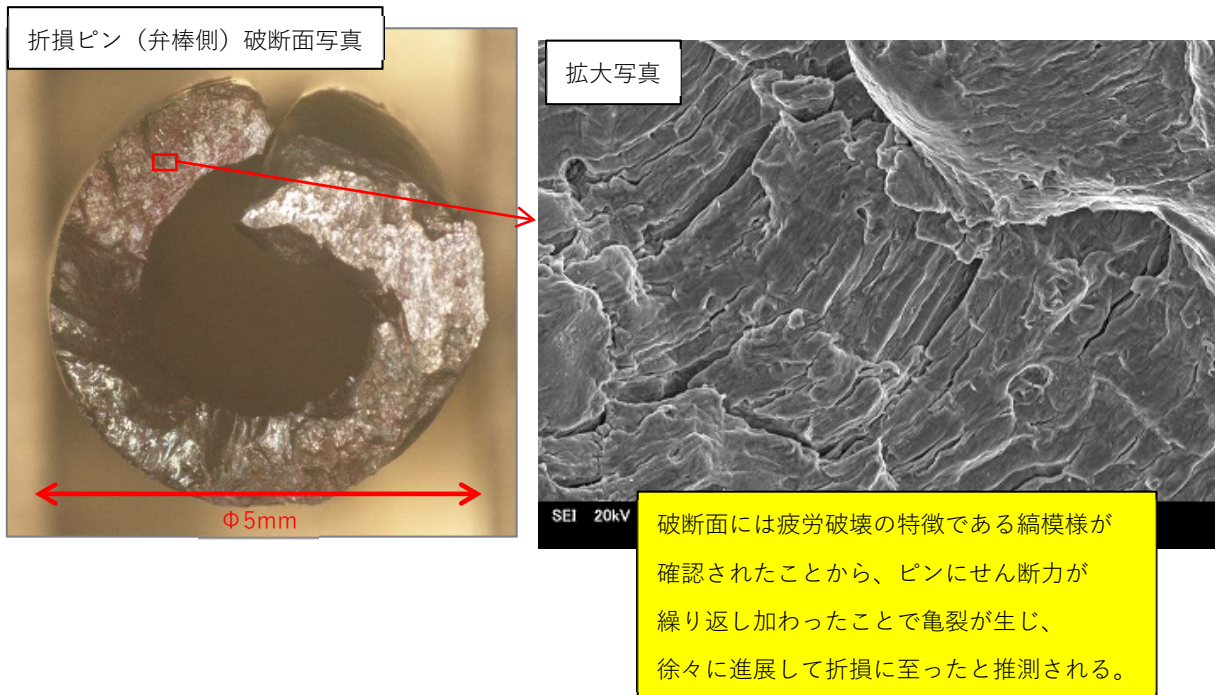 折損ピン（弁棒側）破断面写真
拡大写真
Φ5mm
SEI 20kV
破断面には疲労破壊の特徴である縞模様が
確認されたことから、ピンにせん断力が
繰り返し加わったことで亀裂が生じ、
徐々に進展して折損に至ったと推測される。